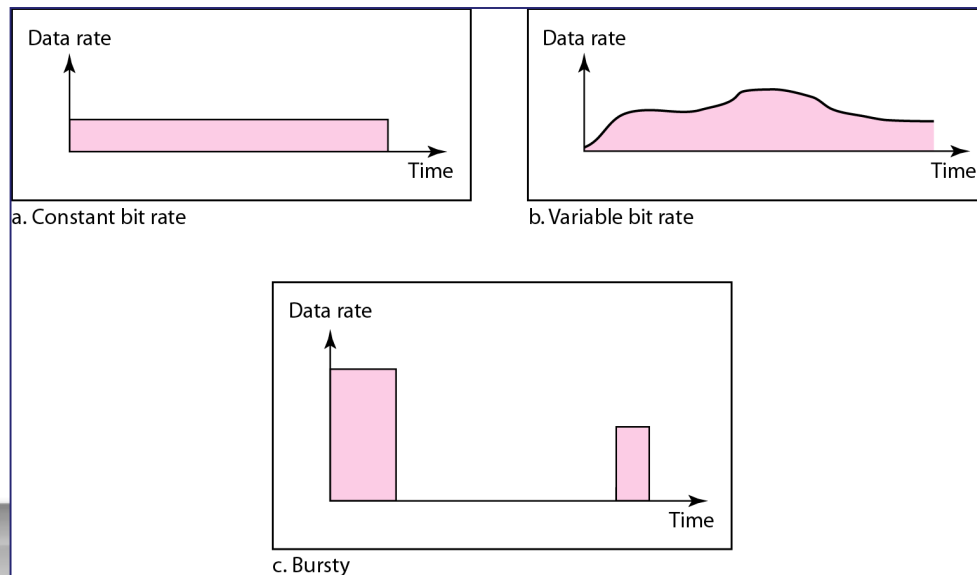 Data rate
Time
a. Constant bit rate
Data rate
Time
b. Variable bit rate
Data rate
Time
c. Bursty